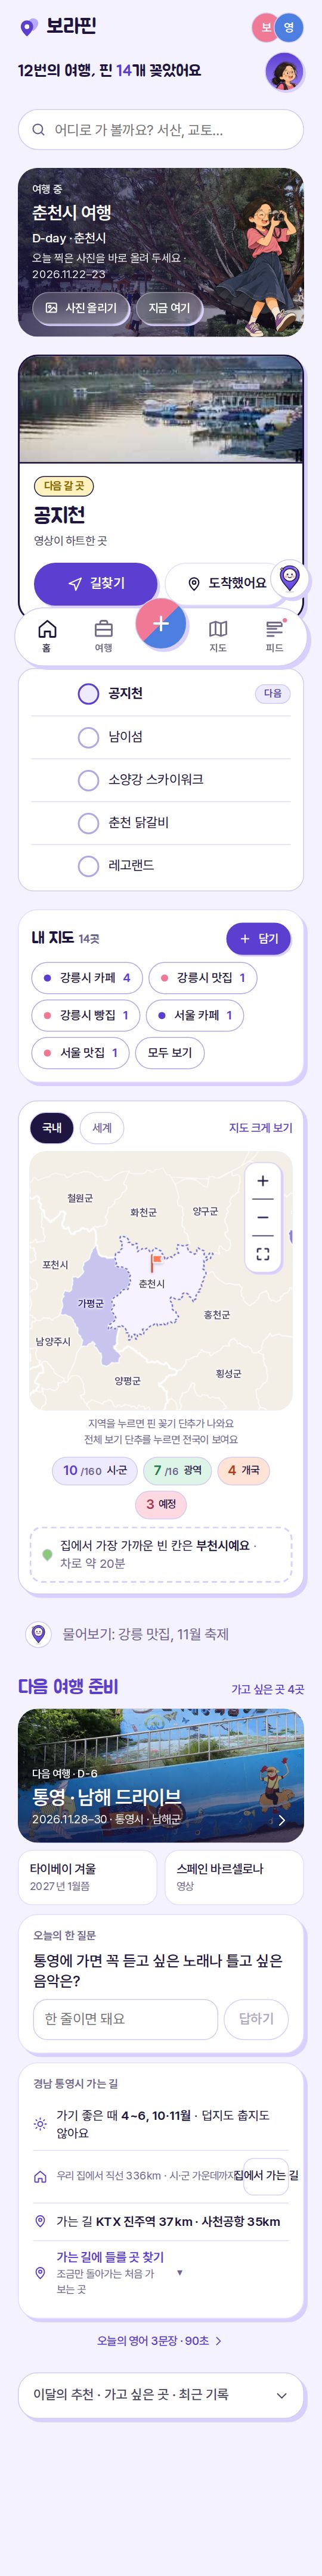 보라핀
보 영
12번의 여행, 핀 14개 꽂았어요
어디로 가 볼까요? 서산, 교토...
여행 중
춘천시 여행
D-day · 춘천시
오늘 찍은 사진을 바로 올려 두세요 ·
2026.11.22–23
사진 올리기
지금 여기
다음 갈 곳
공지천
영상이 하트한 곳
길찾기
도착했어요
홈
여행
지도
피드
공지천
다음
남이섬
소양강 스카이워크
춘천 닭갈비
레고랜드
내 지도 14곳
담기
강릉시 카페 4
강릉시 맛집 1
강릉시 빵집 1
서울 카페 1
서울 맛집 1
모두 보기
국내
세계
지도 크게 보기
철원군
화천군
양구군
포천시
춘천시
가평군
홍천군
남양주시
횡성군
양평군
지역을 누르면 핀 꽂기 단추가 나와요
전체 보기 단추를 누르면 전국이 보여요
10 /160 시·군
7 /16 광역
4 개국
3 예정
집에서 가장 가까운 빈 칸은 부천시예요 ·
차로 약 20분
물어보기: 강릉 맛집, 11월 축제
다음 여행 준비
가고 싶은 곳 4곳
다음 여행 · D-6
통영 · 남해 드라이브
2026.11.28–30 · 통영시 · 남해군
타이베이 겨울
2027년 1월쯤
스페인 바르셀로나
영상
오늘의 한 질문
통영에 가면 꼭 듣고 싶은 노래나 틀고 싶은
음악은?
한 줄이면 돼요
답하기
경남 통영시 가는 길
가기 좋은 때 4~6, 10·11월 · 덥지도 춥지도
않아요
우리 집에서 직선 336km · 시·군 가운데까지
집에서 가는 길
가는 길 KTX 진주역 37km · 사천공항 35km
가는 길에 들를 곳 찾기
조금만 돌아가는 처음 가
보는 곳
오늘의 영어 3문장 · 90초
이달의 추천 · 가고 싶은 곳 · 최근 기록